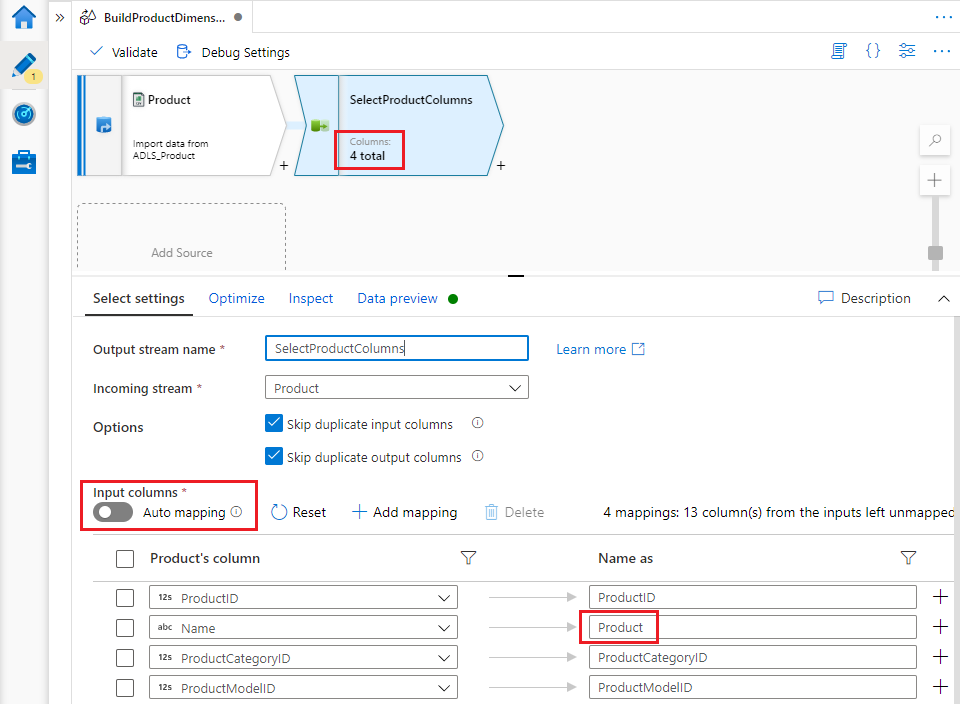 BuildProductDimens...
1
Validate
Debug Settings
Product
Import data from
ADLS_Product
+
SelectProductColumns
Columns:
4 total
+
Add Source
Select settings
Optimize
Inspect
Data preview
Description
Output stream name *
SelectProductColumns
Learn more
Incoming stream *
Product
Options
Skip duplicate input columns
Skip duplicate output columns
Input columns *
Auto mapping
Reset
Add mapping
Delete
4 mappings: 13 column(s) from the inputs left unmapped
Product's column
Name as
12s ProductID
ProductID
abc Name
Product
12s ProductCategoryID
ProductCategoryID
12s ProductModelID
ProductModelID